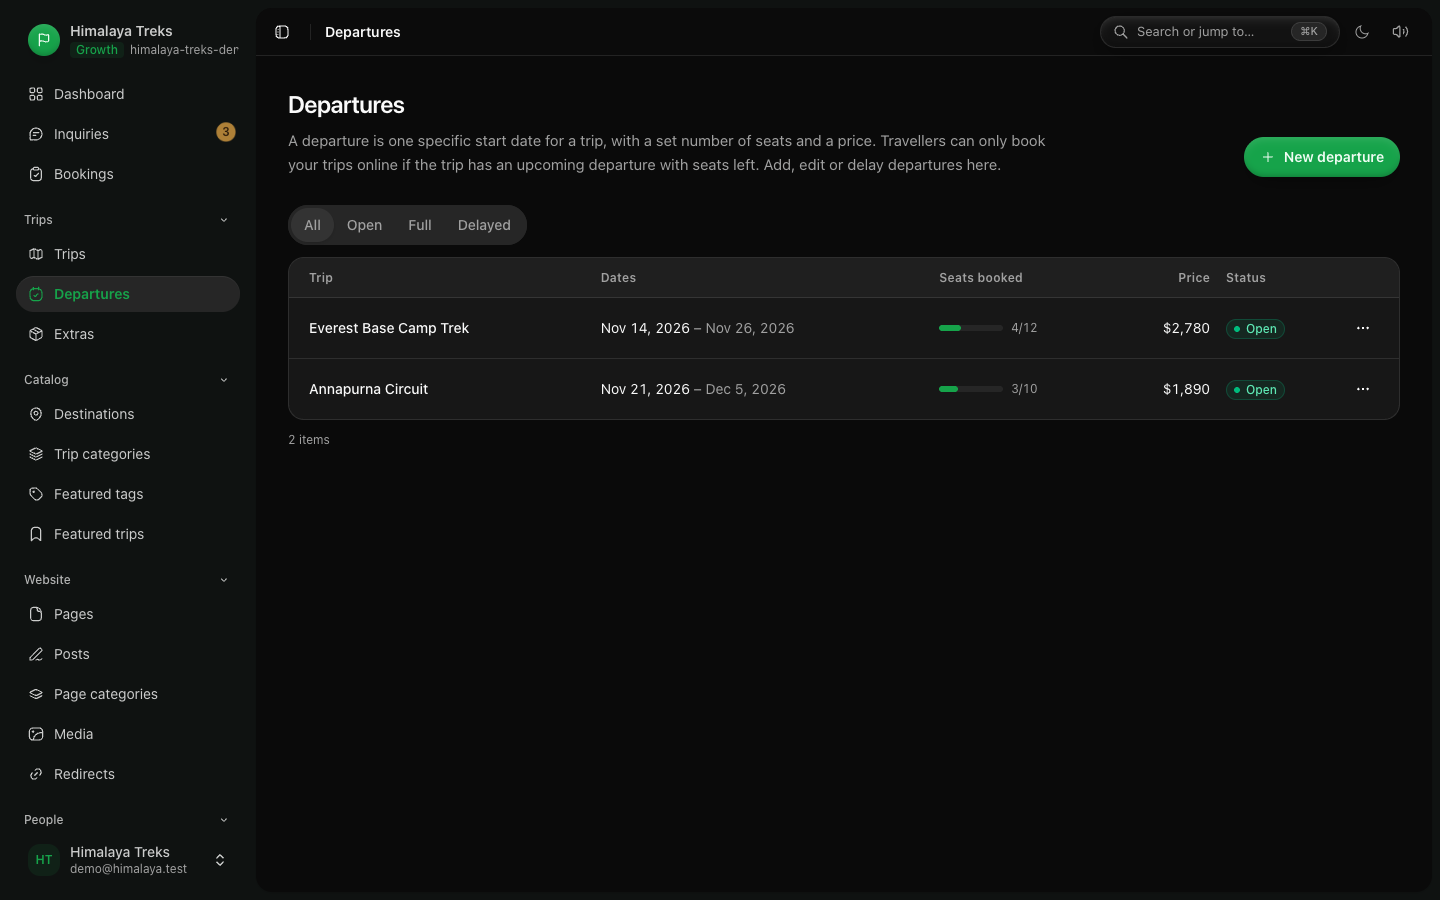 Himalaya Treks
Growth himalaya-treks-der
Dashboard
Inquiries 3
Bookings
Trips
Trips
Departures
Extras
Catalog
Destinations
Trip categories
Featured tags
Featured trips
Website
Pages
Posts
Page categories
Media
Redirects
People
HT
Himalaya Treks
demo@himalaya.test
Departures
Search or jump to... ⌘K
Departures
A departure is one specific start date for a trip, with a set number of seats and a price. Travellers can only book
your trips online if the trip has an upcoming departure with seats left. Add, edit or delay departures here.
New departure
All Open Full Delayed
Trip Dates Seats booked Price Status
Everest Base Camp Trek Nov 14, 2026 – Nov 26, 2026 4/12 $2,780 Open
Annapurna Circuit Nov 21, 2026 – Dec 5, 2026 3/10 $1,890 Open
2 items